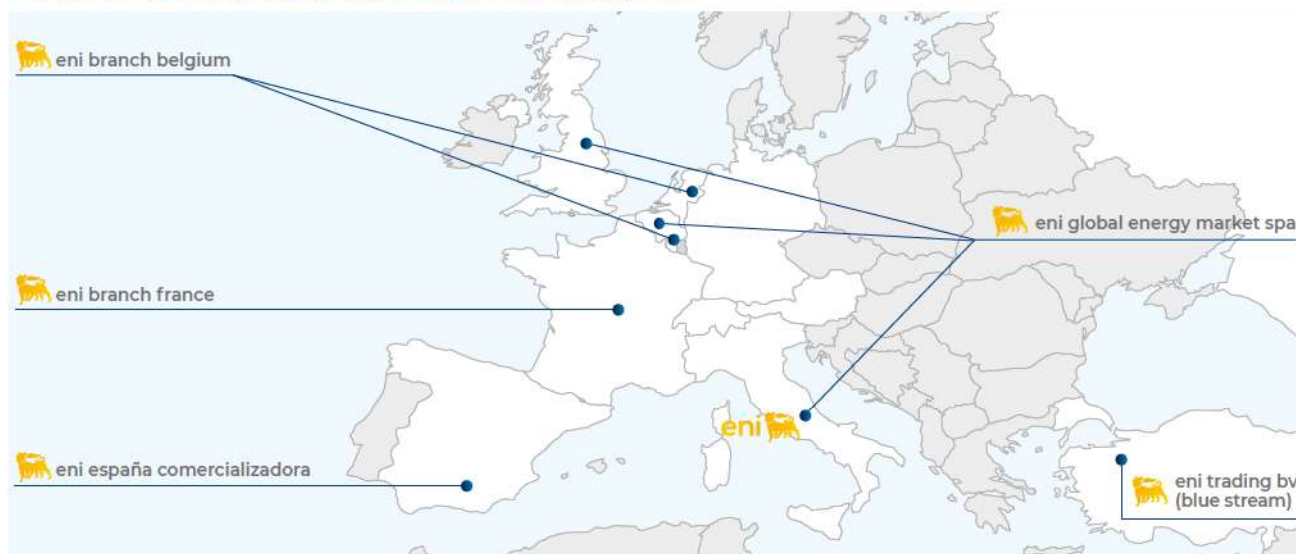 eni branch belgium
eni global energy market spa
eni branch france
eni
eni españa comercializadora
eni trading bv
(blue stream)